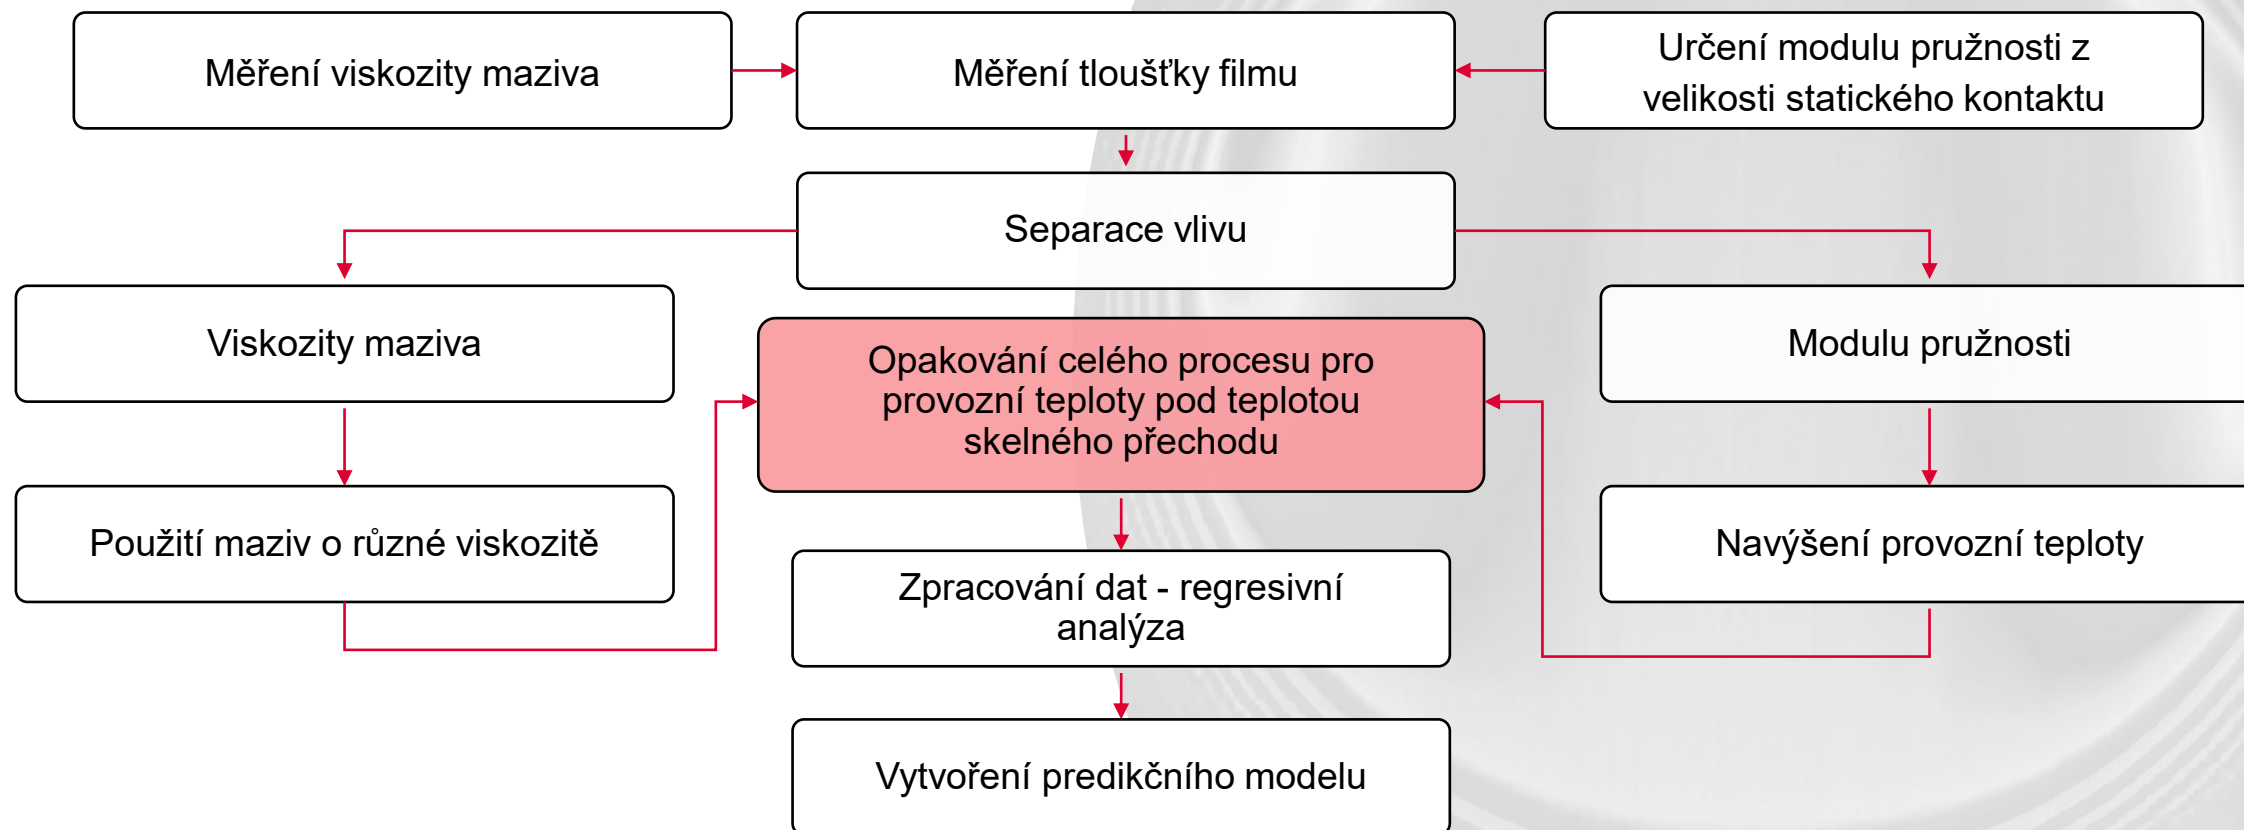 Měření viskozity maziva
Měření tloušťky filmu
Určení modulu pružnosti z
velikosti statického kontaktu
Separace vlivu
Viskozity maziva
Opakování celého procesu pro
provozní teploty pod teplotou
skelného přechodu
Modulu pružnosti
Použití maziv o různé viskozitě
Navýšení provozní teploty
Zpracování dat - regresivní
analýza
Vytvoření predikčního modelu